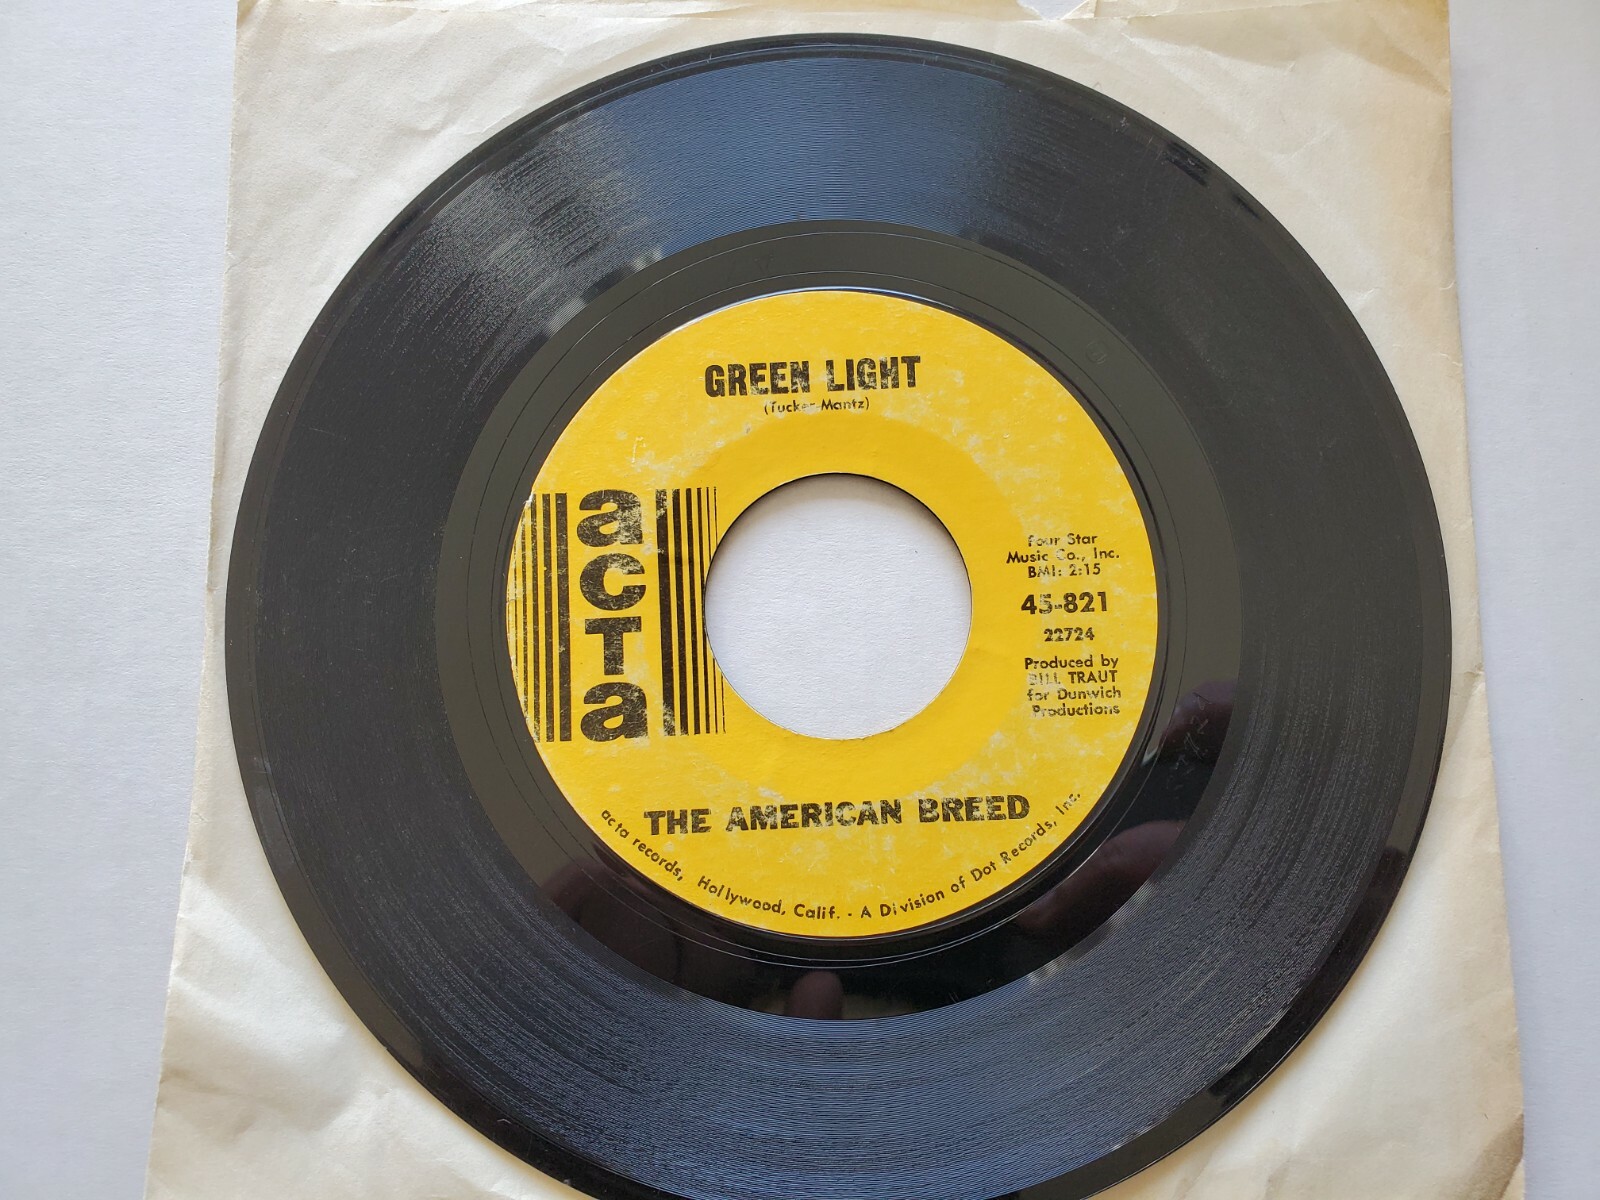 GREEN LIGHT
(Tucker-Mantz)
acTa
Four Star
Music Co., Inc.
BMI: 2:15
45-821
22724
Produced by
BILL TRAUT
for Dunwich
Productions
THE AMERICAN BREED
acta records, Hollywood, Calif. - A Division of Dot Records, Inc.